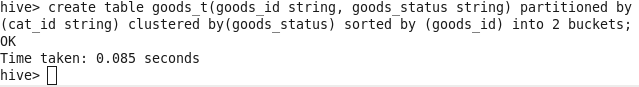 hive> create table goods_t(goods_id string, goods_status string) partitioned by
(cat_id string) clustered by(goods_status) sorted by (goods_id) into 2 buckets;
OK
Time taken: 0.085 seconds
hive>